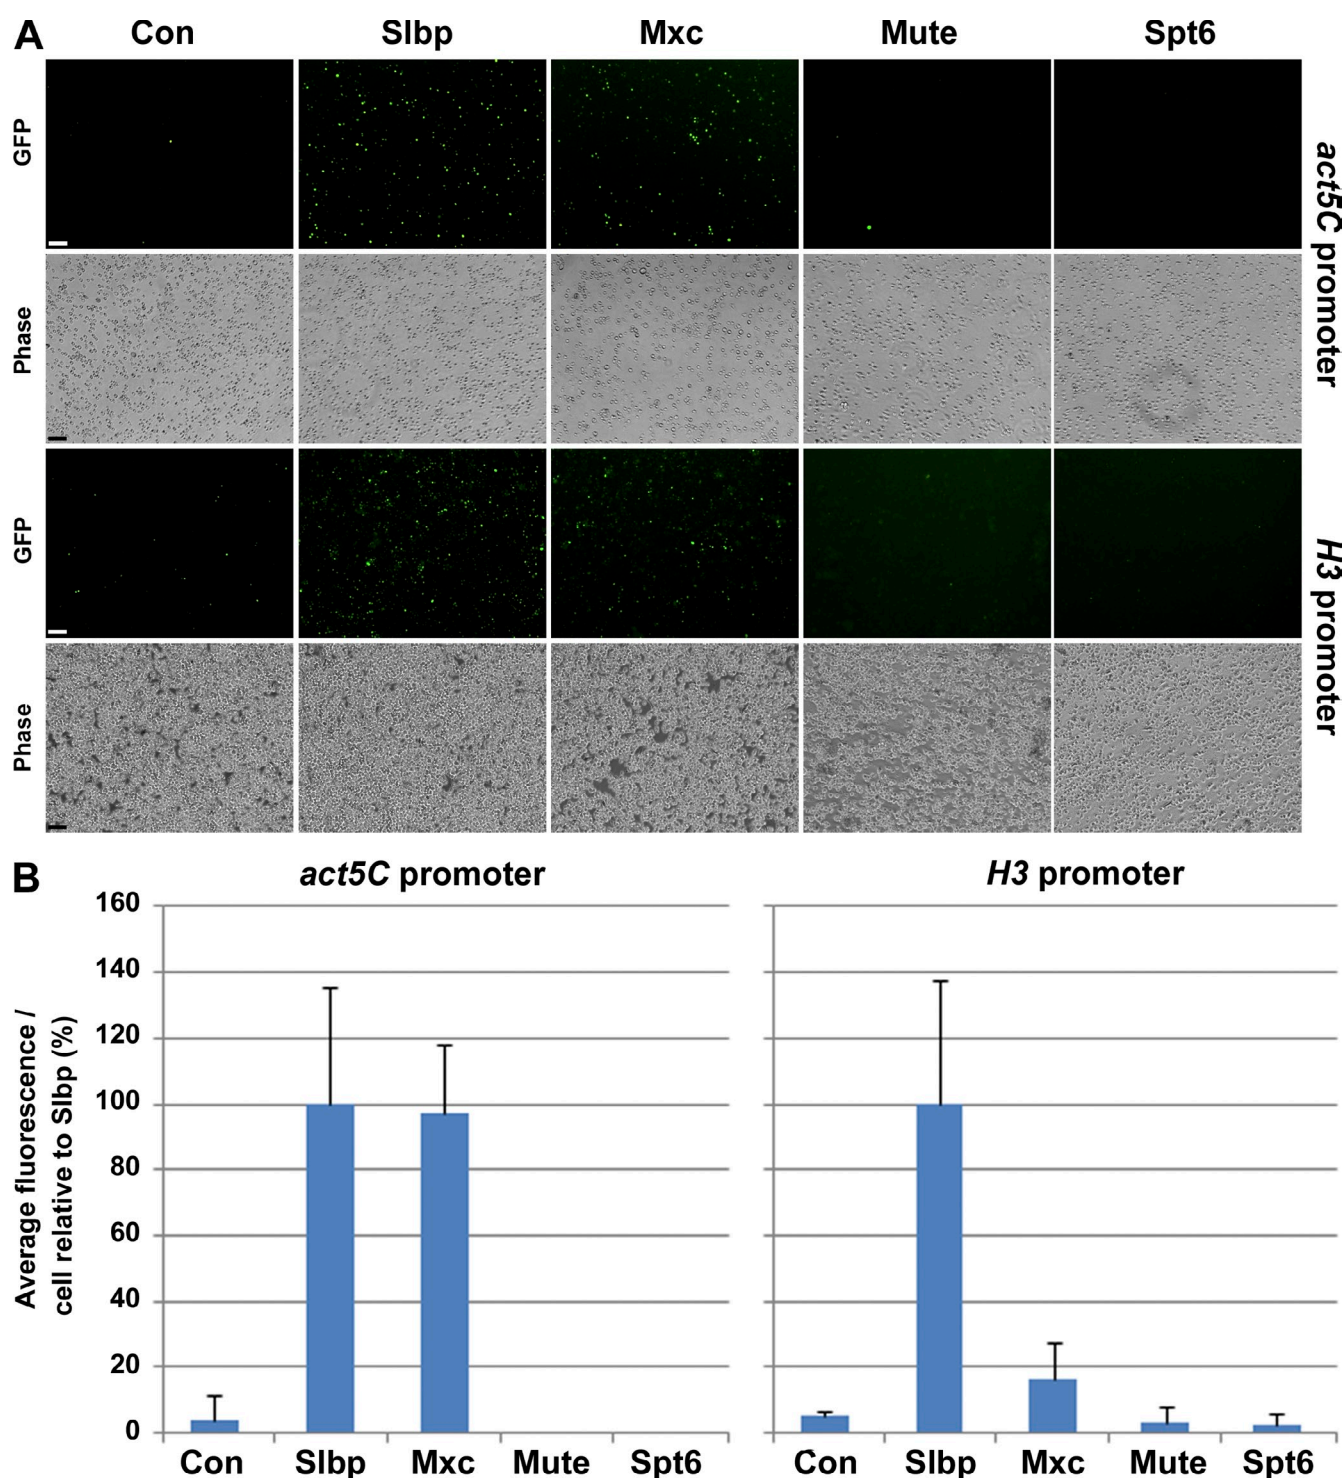 A
Con Slbp Mxc Mute Spt6
GFP
Phase
act5C promoter
GFP
Phase
H3 promoter
B
act5C promoter
H3 promoter
Average fluorescence /
cell relative to Slbp (%)
160
140
120
100
80
60
40
20
0
Con Slbp Mxc Mute Spt6
Con Slbp Mxc Mute Spt6